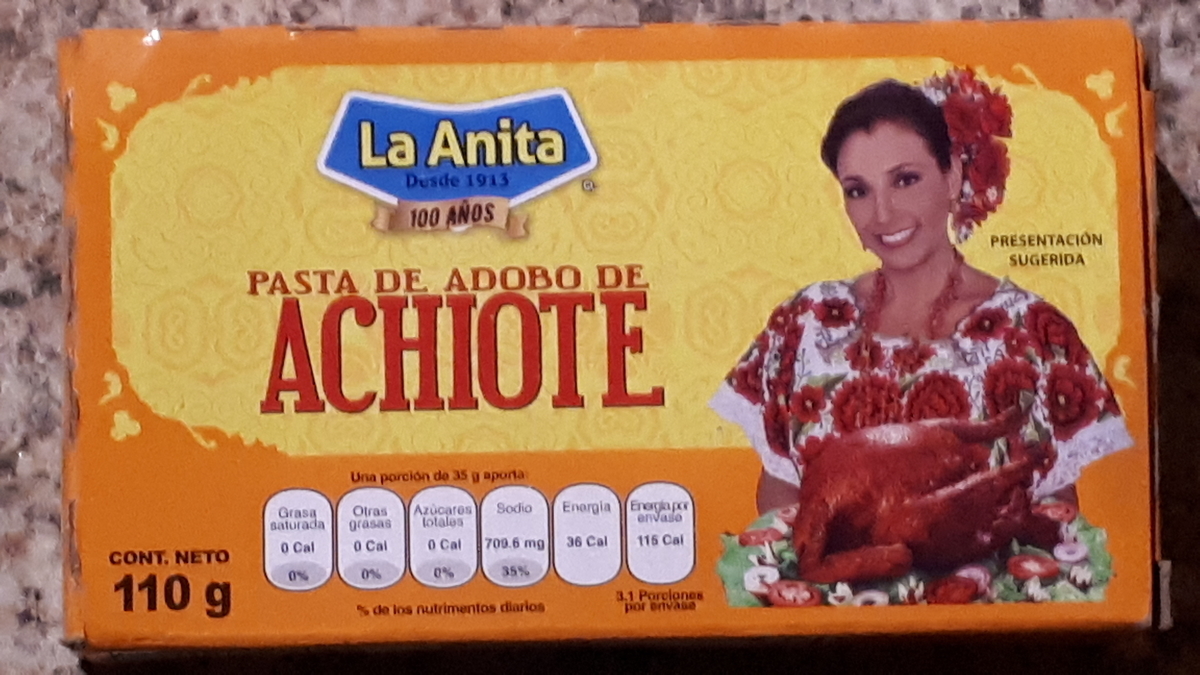 La Anita
Desde 1913
®
100 AÑOS
PASTA DE ADOBO DE
ACHIOTE
PRESENTACIÓN
SUGERIDA
Una porción de 35 g aporta:
Grasa
saturada
0 Cal
0%
Otras
grasas
0 Cal
0%
Azúcares
totales
0 Cal
0%
Sodio
709.6 mg
35%
Energía
36 Cal
Energía por
envase
115 Cal
% de los nutrimentos diarios
3.1 Porciones
por envase
CONT. NETO
110 g